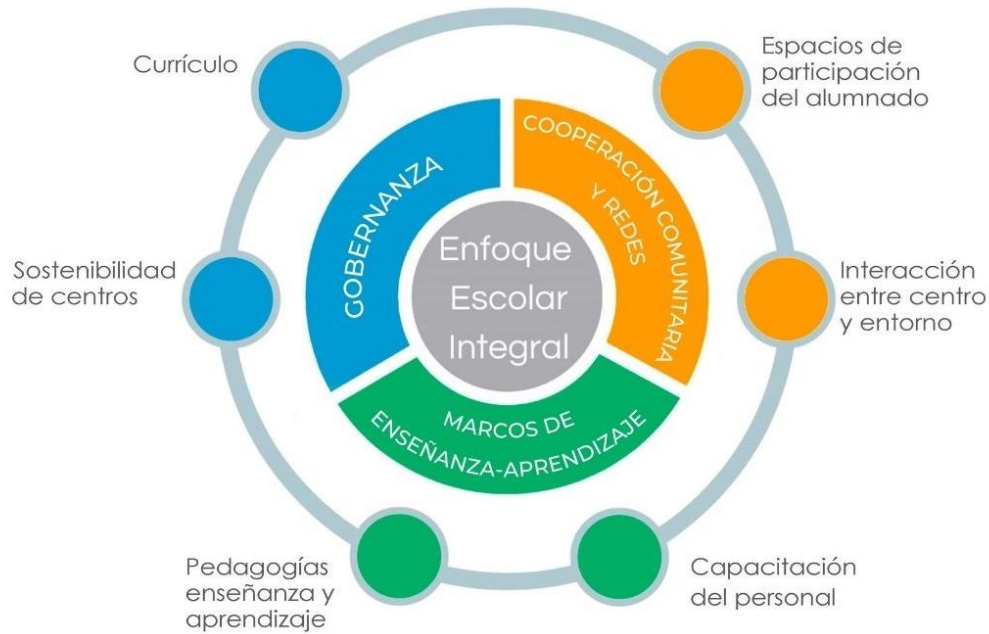 Currículo
Espacios de
participación
del alumnado
GOBERNANZA
COOPERACIÓN COMUNITARIA
Y REDES
Enfoque
Escolar
Integral
Sostenibilidad
de centros
Interacción
entre centro
y entorno
MARCOS DE
ENSEÑANZA-APRENDIZAJE
Pedagogías
enseñanza y
aprendizaje
Capacitación
del personal